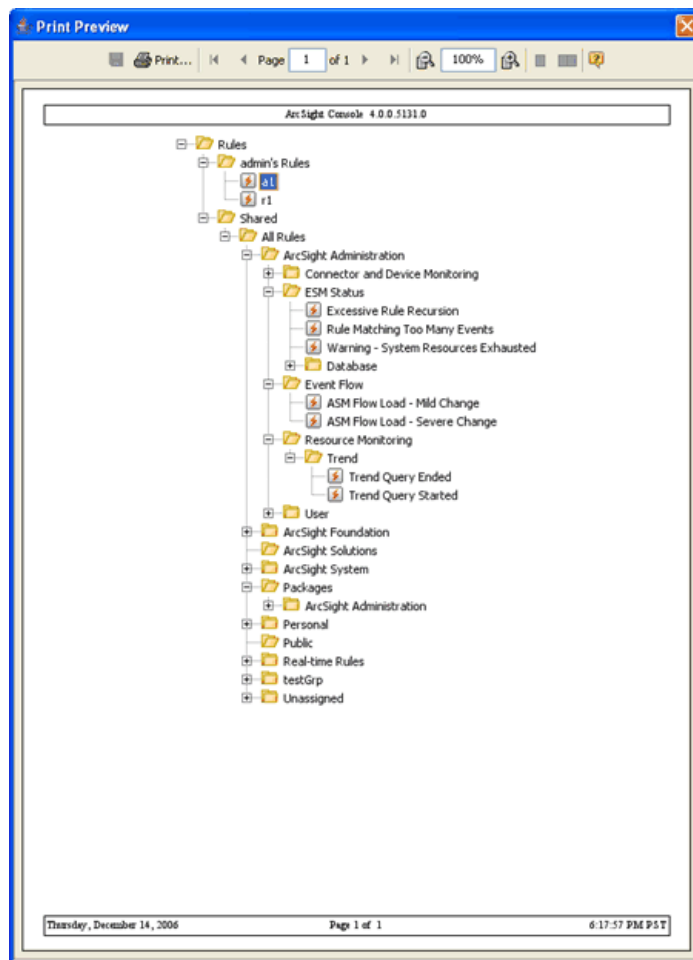 Print Preview
Print... Page 1 of 1 100%
ArcSight Console 4.0.0.5131.0
Rules
admin's Rules
a1
r1
Shared
All Rules
ArcSight Administration
Connector and Device Monitoring
ESM Status
Excessive Rule Recursion
Rule Matching Too Many Events
Warning - System Resources Exhausted
Database
Event Flow
ASM Flow Load - Mild Change
ASM Flow Load - Severe Change
Resource Monitoring
Trend
Trend Query Ended
Trend Query Started
User
ArcSight Foundation
ArcSight Solutions
ArcSight System
Packages
ArcSight Administration
Personal
Public
Real-time Rules
testGrp
Unassigned
Thursday, December 14, 2006 Page 1 of 1 6:17:57 PM PST